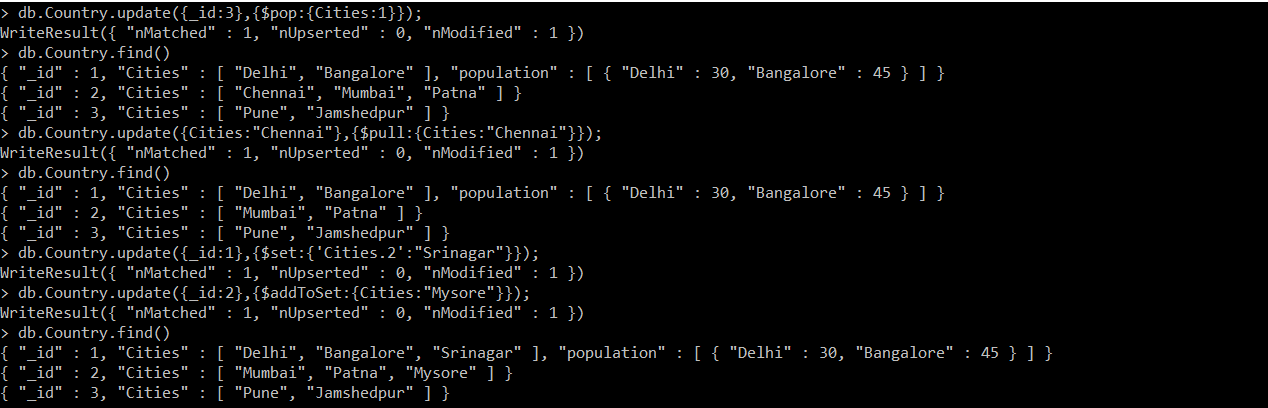 > db.Country.update({_id:3},{$pop:{Cities:1}});
WriteResult({ "nMatched" : 1, "nUpserted" : 0, "nModified" : 1 })
> db.Country.find()
{ "_id" : 1, "Cities" : [ "Delhi", "Bangalore" ], "population" : [ { "Delhi" : 30, "Bangalore" : 45 } ] }
{ "_id" : 2, "Cities" : [ "Chennai", "Mumbai", "Patna" ] }
{ "_id" : 3, "Cities" : [ "Pune", "Jamshedpur" ] }
> db.Country.update({Cities:"Chennai"},{$pull:{Cities:"Chennai"}});
WriteResult({ "nMatched" : 1, "nUpserted" : 0, "nModified" : 1 })
> db.Country.find()
{ "_id" : 1, "Cities" : [ "Delhi", "Bangalore" ], "population" : [ { "Delhi" : 30, "Bangalore" : 45 } ] }
{ "_id" : 2, "Cities" : [ "Mumbai", "Patna" ] }
{ "_id" : 3, "Cities" : [ "Pune", "Jamshedpur" ] }
> db.Country.update({_id:1},{$set:{'Cities.2':"Srinagar"}});
WriteResult({ "nMatched" : 1, "nUpserted" : 0, "nModified" : 1 })
> db.Country.update({_id:2},{$addToSet:{Cities:"Mysore"}});
WriteResult({ "nMatched" : 1, "nUpserted" : 0, "nModified" : 1 })
> db.Country.find()
{ "_id" : 1, "Cities" : [ "Delhi", "Bangalore", "Srinagar" ], "population" : [ { "Delhi" : 30, "Bangalore" : 45 } ] }
{ "_id" : 2, "Cities" : [ "Mumbai", "Patna", "Mysore" ] }
{ "_id" : 3, "Cities" : [ "Pune", "Jamshedpur" ] }